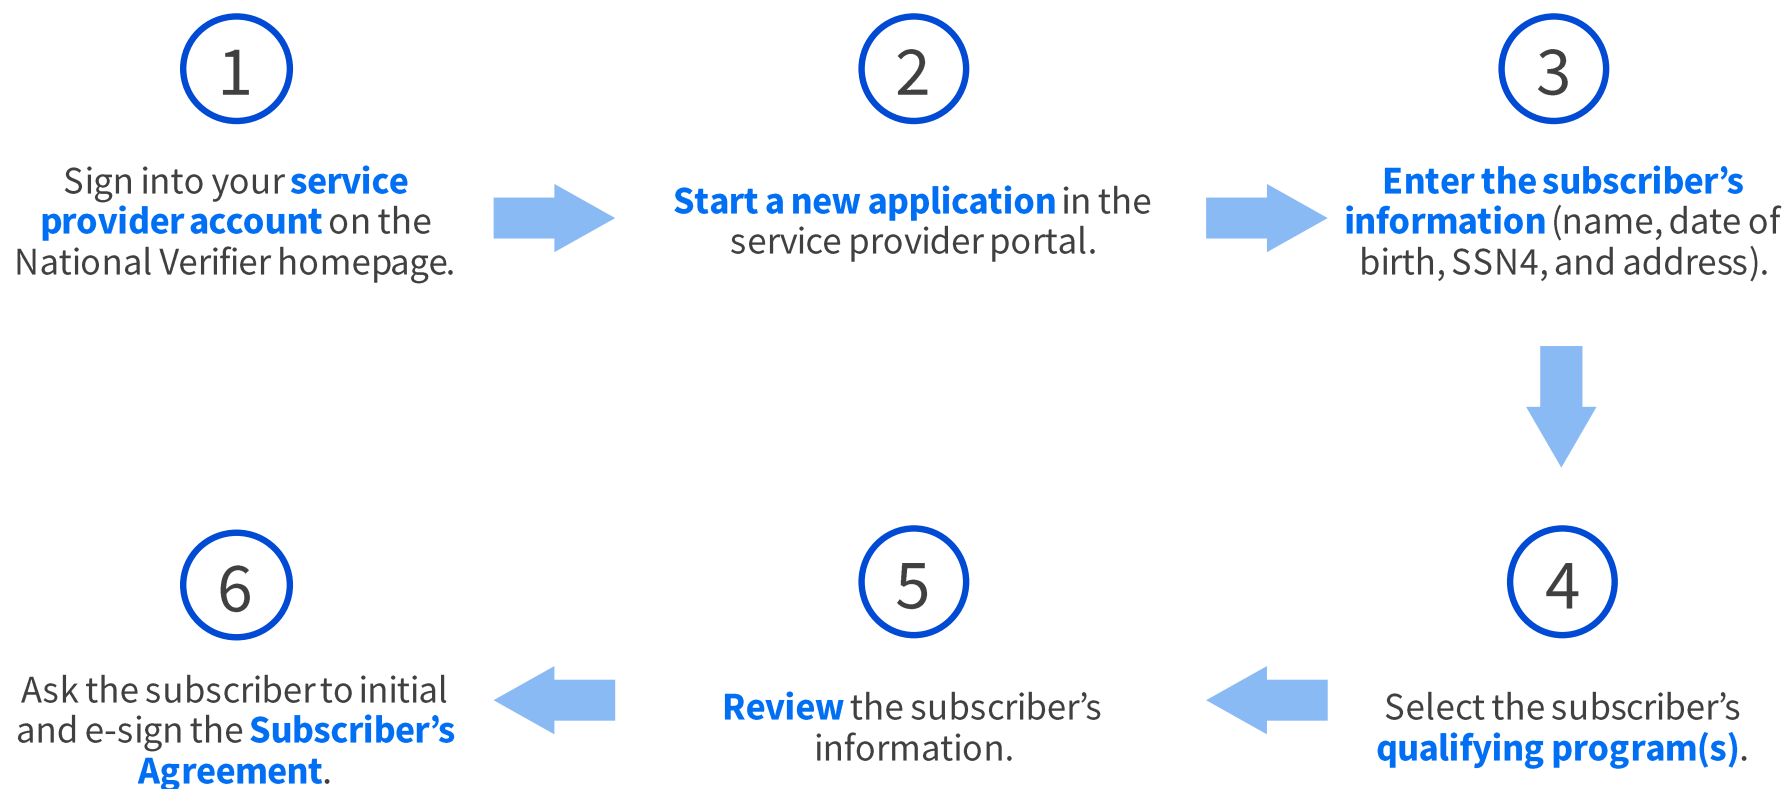 1
Sign into your service
provider account on the
National Verifier homepage.
2
Start a new application in the
service provider portal.
3
Enter the subscriber’s
information (name, date of
birth, SSN4, and address).
4
Select the subscriber’s
qualifying program(s).
5
Review the subscriber’s
information.
6
Ask the subscriber to initial
and e-sign the Subscriber’s
Agreement.